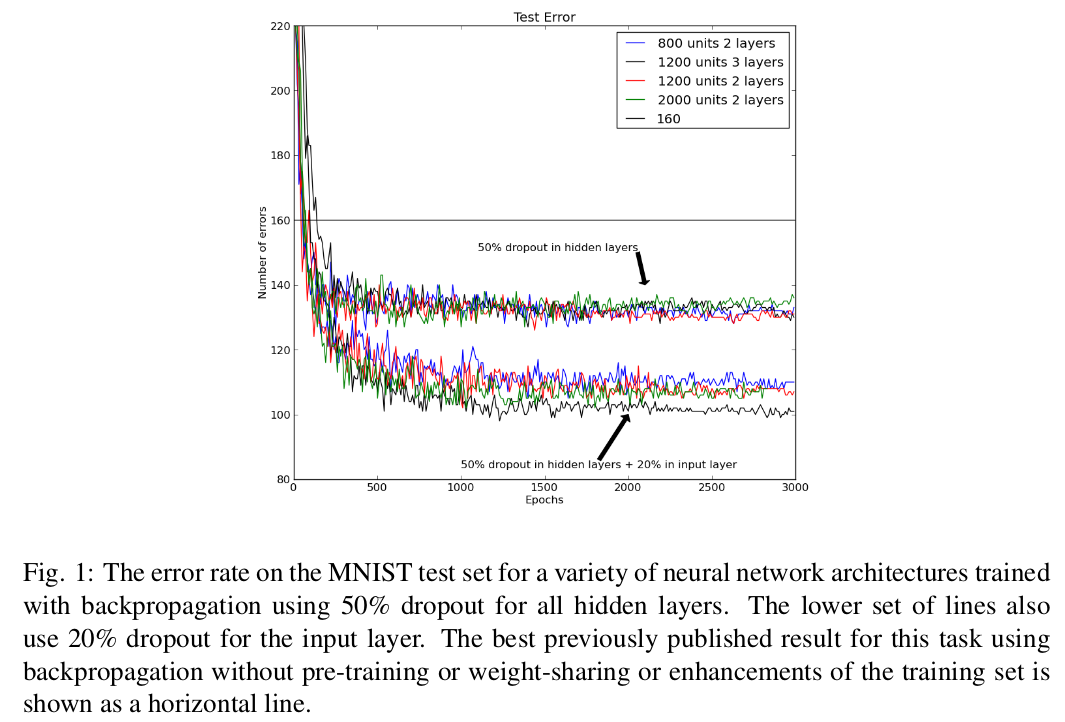 Test Error
220
200
180
160
140
120
100
80
Number of errors
800 units 2 layers
1200 units 3 layers
1200 units 2 layers
2000 units 2 layers
160
50% dropout in hidden layers
50% dropout in hidden layers + 20% in input layer
0 500 1000 1500 2000 2500 3000
Epochs
Fig. 1: The error rate on the MNIST test set for a variety of neural network architectures trained
with backpropagation using 50% dropout for all hidden layers. The lower set of lines also
use 20% dropout for the input layer. The best previously published result for this task using
backpropagation without pre-training or weight-sharing or enhancements of the training set is
shown as a horizontal line.